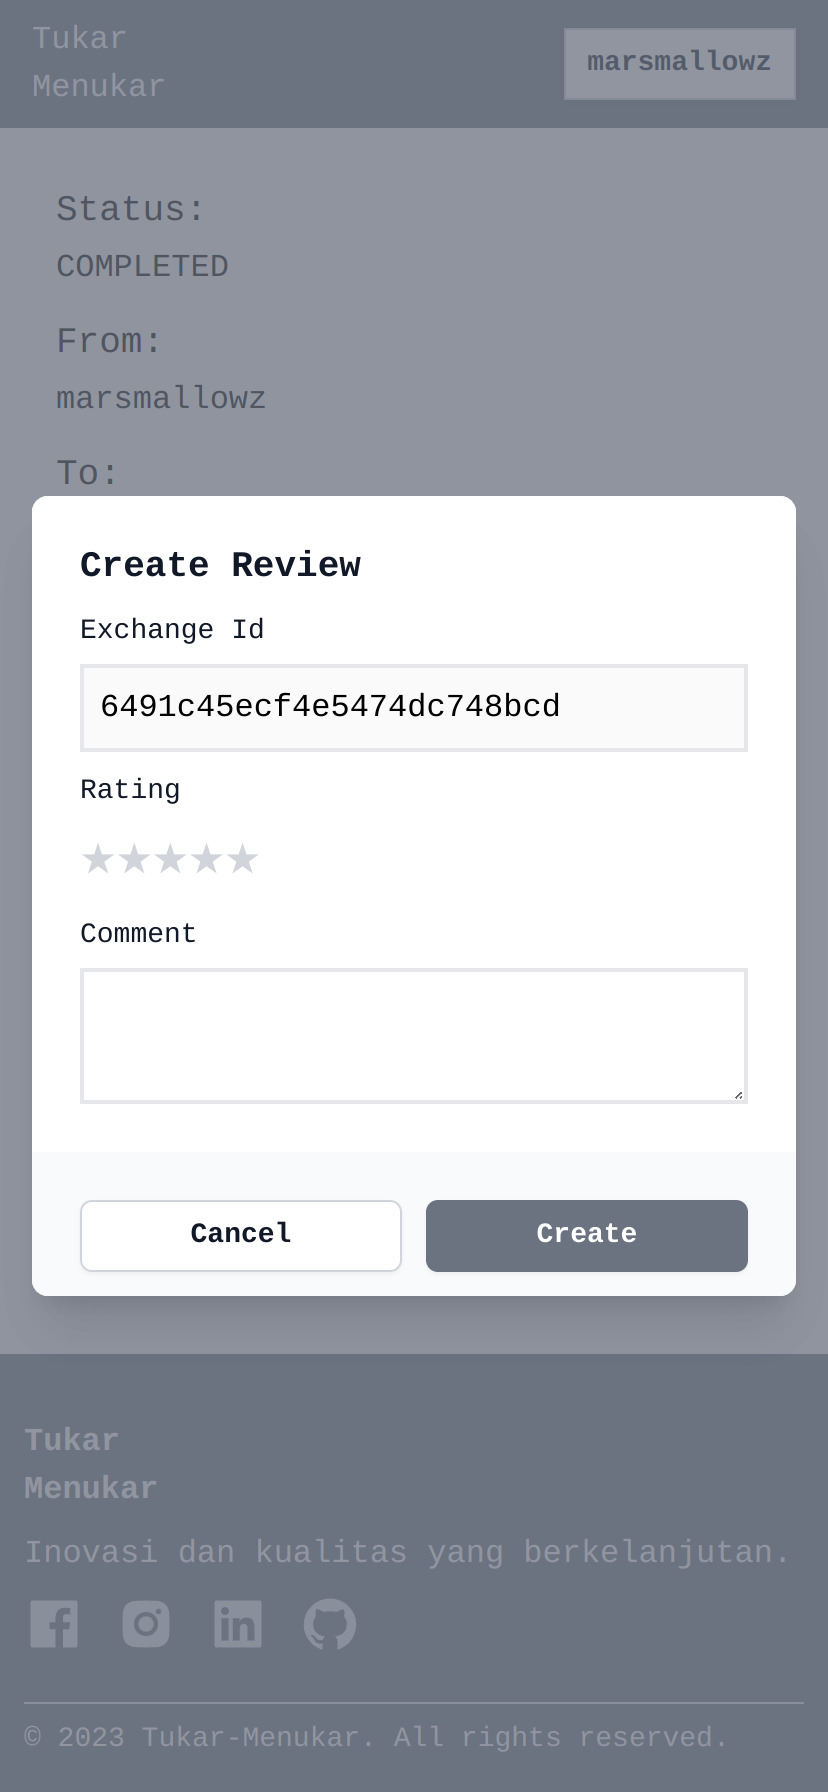 Tukar
Menukar
marsmallowz
Status:
COMPLETED
From:
marsmallowz
To:
Create Review
Exchange Id
6491c45ecf4e5474dc748bcd
Rating
★★★★★
Comment
Cancel
Create
Tukar
Menukar
Inovasi dan kualitas yang berkelanjutan.
© 2023 Tukar-Menukar. All rights reserved.